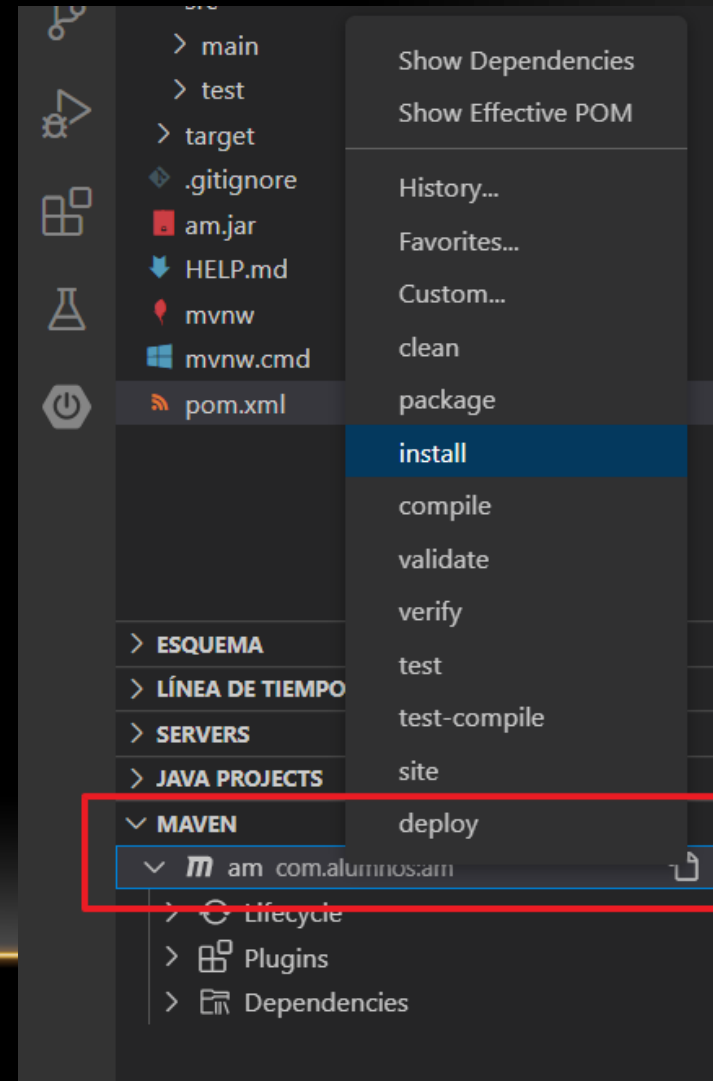 src
main
test
target
.gitignore
am.jar
HELP.md
mvnw
mvnw.cmd
pom.xml
Show Dependencies
Show Effective POM
History...
Favorites...
Custom...
clean
package
install
compile
validate
verify
test
test-compile
site
deploy
ESQUEMA
LÍNEA DE TIEMPO
SERVERS
JAVA PROJECTS
MAVEN
am com.alumnos:am
Lifecycle
Plugins
Dependencies